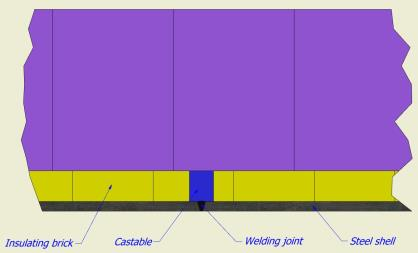 Insulating brick
Castable
Welding joint
Steel shell